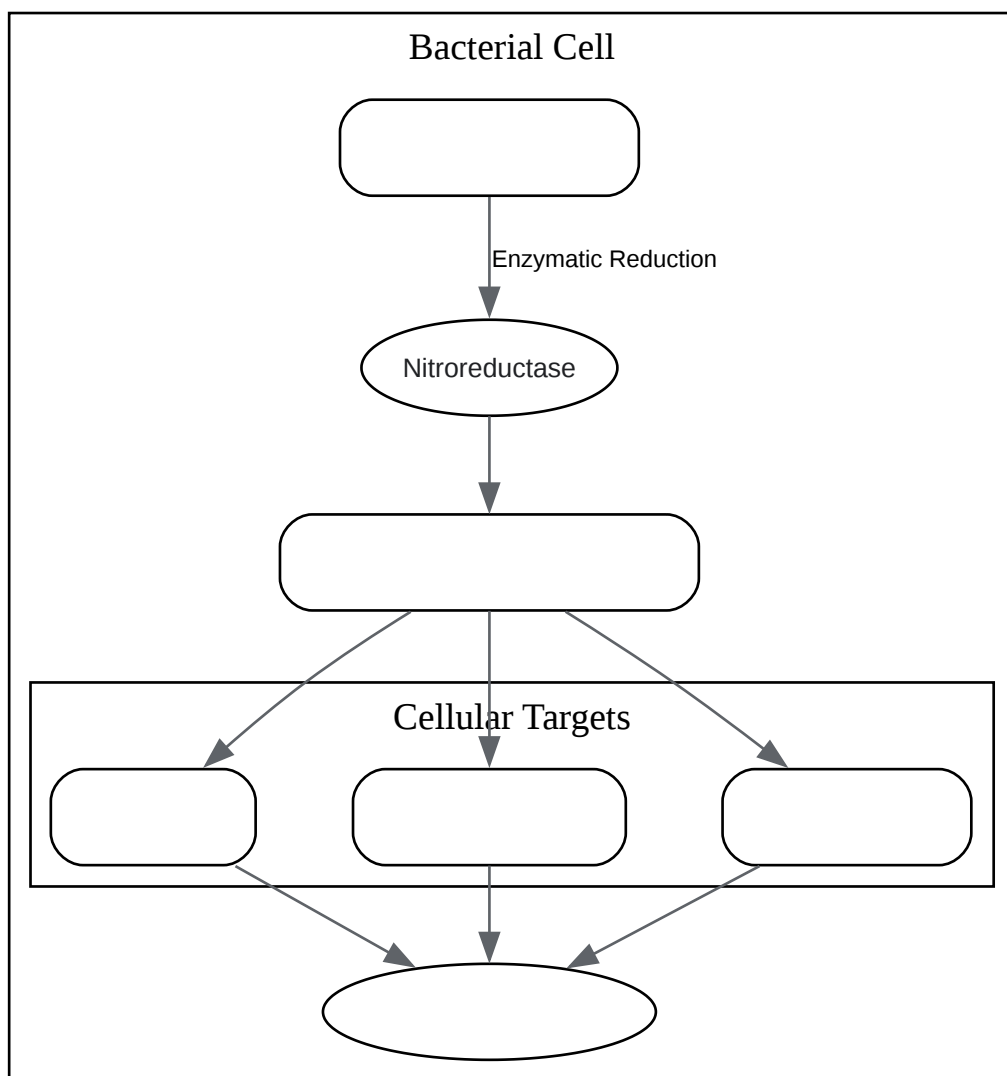 Bacterial Cell
Enzymatic Reduction
Nitroreductase
Cellular Targets